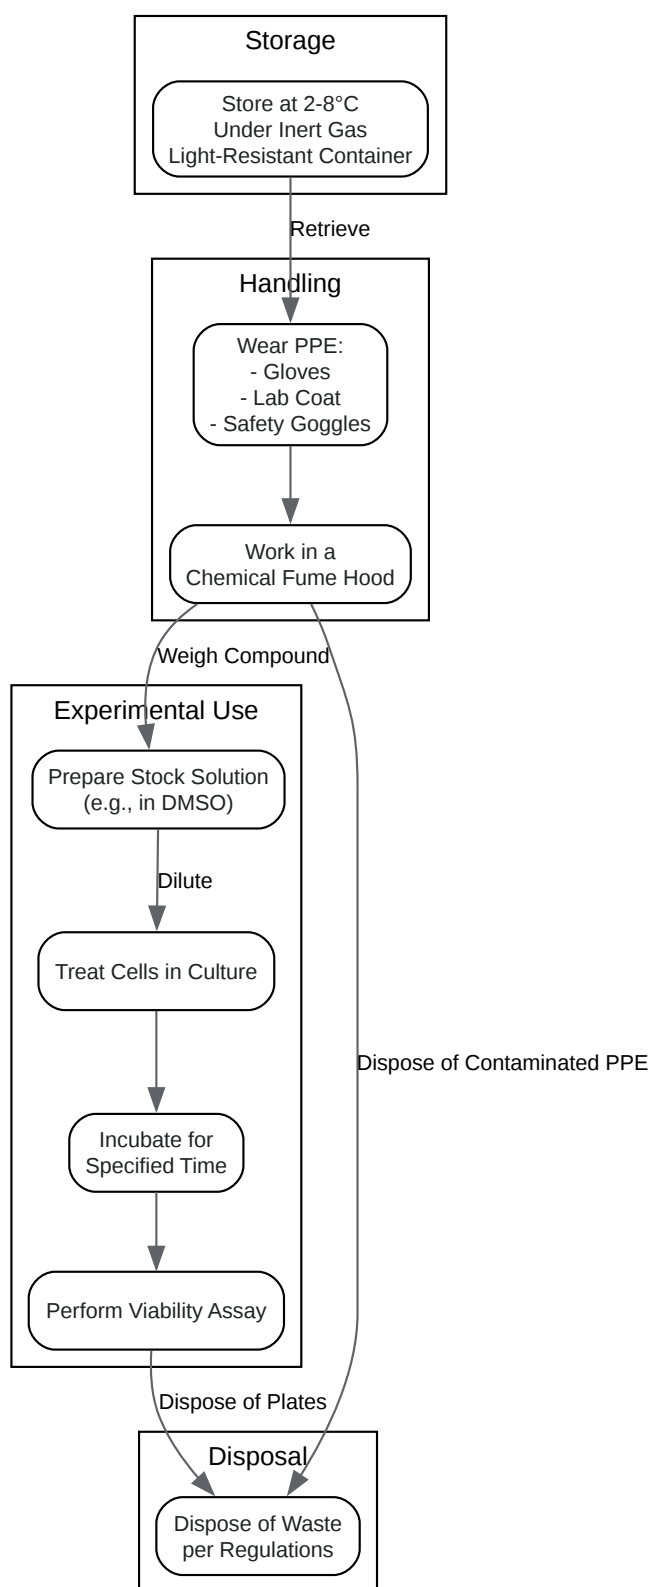 Storage
Store at 2-8°C
Under Inert Gas
Light-Resistant Container
Retrieve
Handling
Wear PPE:
- Gloves
- Lab Coat
- Safety Goggles
Work in a
Chemical Fume Hood
Weigh Compound
Experimental Use
Prepare Stock Solution
(e.g., in DMSO)
Dilute
Treat Cells in Culture
Dispose of Contaminated PPE
Incubate for
Specified Time
Perform Viability Assay
Dispose of Plates
Disposal
Dispose of Waste
per Regulations